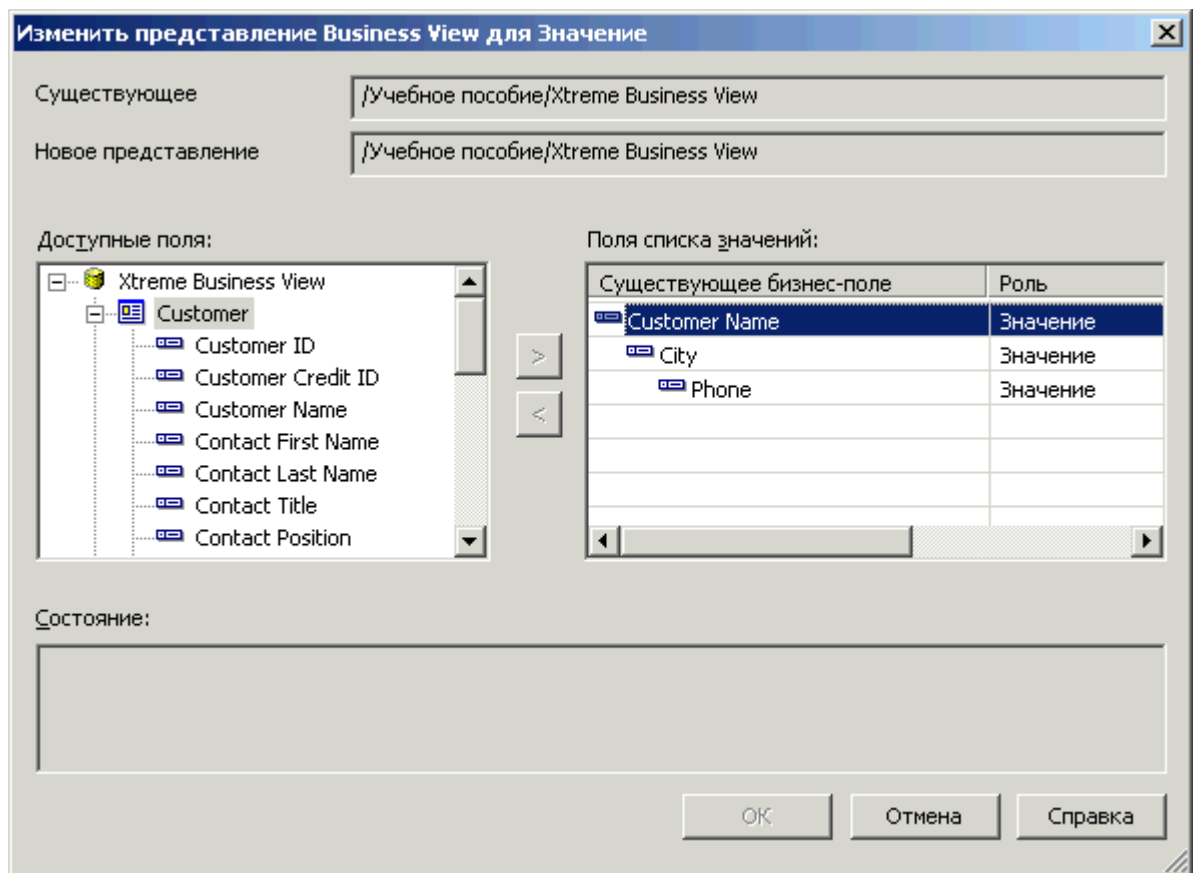 Изменить представление Business View для Значение
Существующее /Учебное пособие/Xtreme Business View
Новое представление /Учебное пособие/Xtreme Business View
Доступные поля:
Xtreme Business View
Customer
Customer ID
Customer Credit ID
Customer Name
Contact First Name
Contact Last Name
Contact Title
Contact Position
>
<
Поля списка значений:
Существующее бизнес-поле Роль
Customer Name Значение
City Значение
Phone Значение
Состояние:
OK Отмена Справка